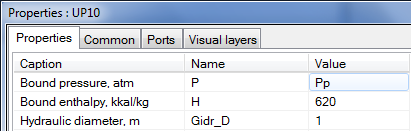 Properties : UP10
Properties Common Ports Visual layers
Caption Name Value
Bound pressure, atm P Pp
Bound enthalpy, kkal/kg H 620
Hydraulic diameter, m Gidr_D 1